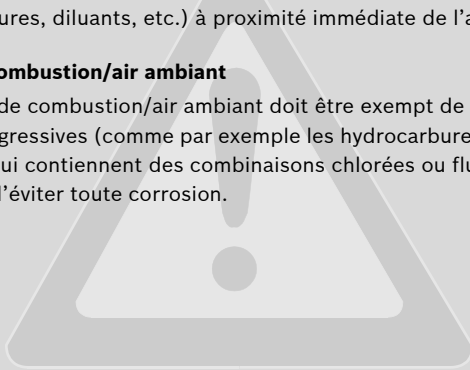 ures, diluants, etc.) à proximité immédiate de l’a
ombustion/air ambiant
de combustion/air ambiant doit être exempt de
gressives (comme par exemple les hydrocarbure
ui contiennent des combinaisons chlorées ou flu
l’éviter toute corrosion.